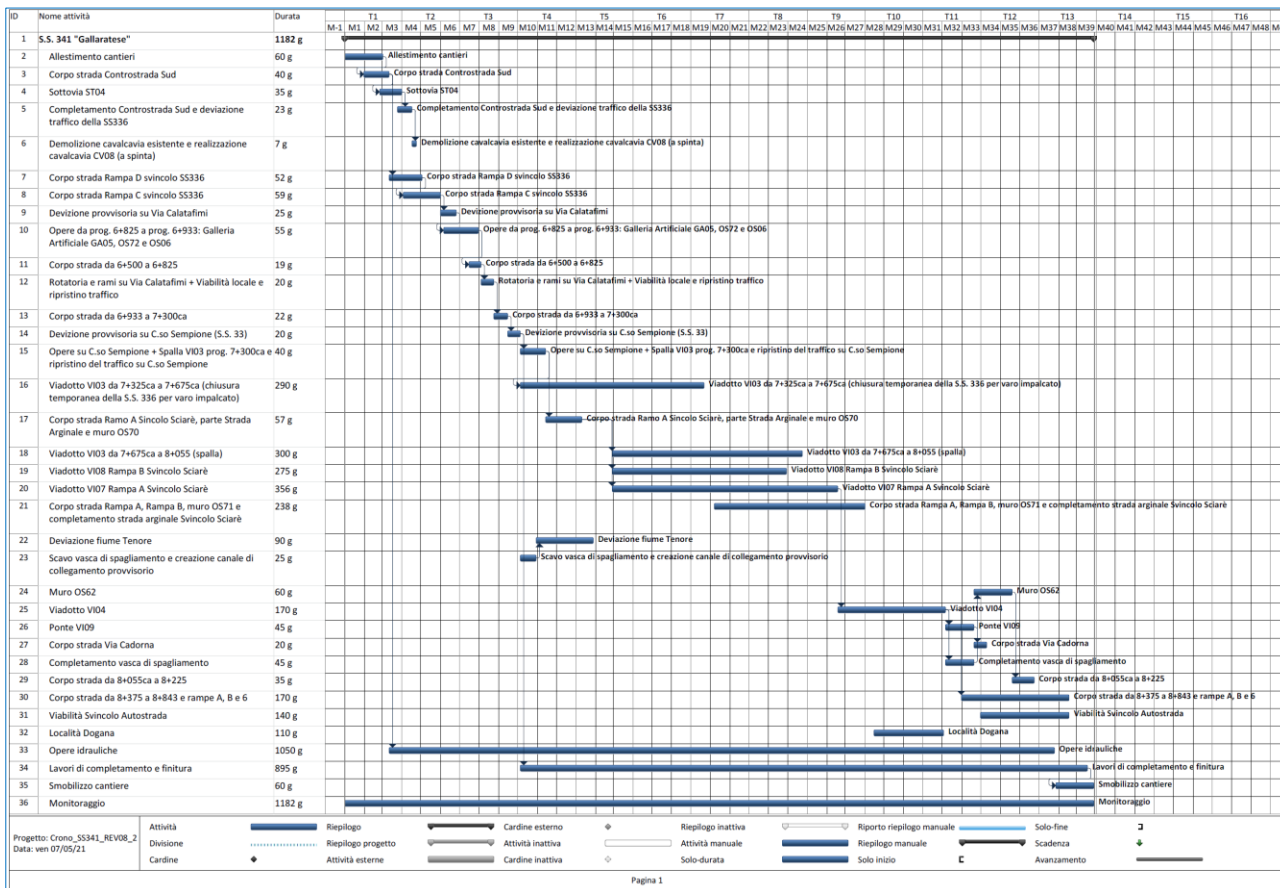 ID Nome attività Durata T1 T2 T3 T4 T5 T6 T7 T8 T9 T10 T11 T12 T13 T14 T15 T16
M-1 M1 M2 M3 M4 M5 M6 M7 M8 M9 M10 M11 M12 M13 M14 M15 M16 M17 M18 M19 M20 M21 M22 M23 M24 M25 M26 M27 M28 M29 M30 M31 M32 M33 M34 M35 M36 M37 M38 M39 M40 M41 M42 M43 M44 M45 M46 M47 M48
1 S.S. 341 "Gallaratese" 1182 g
2 Allestimento cantieri 60 g Allestimento cantieri
3 Corpo strada Controstrada Sud 40 g Corpo strada Controstrada Sud
4 Sottovia ST04 35 g Sottovia ST04
5 Completamento Controstrada Sud e deviazione 23 g Completamento Controstrada Sud e deviazione traffico della SS336
traffico della SS336
6 Demolizione cavalcavia esistente e realizzazione 7 g Demolizione cavalcavia esistente e realizzazione cavalcavia CV08 (a spinta)
cavalcavia CV08 (a spinta)
7 Corpo strada Rampa D svincolo SS336 52 g Corpo strada Rampa D svincolo SS336
8 Corpo strada Rampa C svincolo SS336 59 g Corpo strada Rampa C svincolo SS336
9 Devizione provvisoria su Via Calatafimi 25 g Devizione provvisoria su Via Calatafimi
10 Opere da prog. 6+825 a prog. 6+933: Galleria 55 g Opere da prog. 6+825 a prog. 6+933: Galleria Artificiale GA05, OS72 e OS06
Artificiale GA05, OS72 e OS06
11 Corpo strada da 6+500 a 6+825 19 g Corpo strada da 6+500 a 6+825
12 Rotatoria e rami su Via Calatafimi + Viabilità locale e 20 g Rotatoria e rami su Via Calatafimi + Viabilità locale e ripristino traffico
ripristino traffico
13 Corpo strada da 6+933 a 7+300ca 22 g Corpo strada da 6+933 a 7+300ca
14 Devizione provvisoria su C.so Sempione (S.S. 33) 20 g Devizione provvisoria su C.so Sempione (S.S. 33)
15 Opere su C.so Sempione + Spalla VI03 prog. 7+300ca e 40 g Opere su C.so Sempione + Spalla VI03 prog. 7+300ca e ripristino del traffico su C.so Sempione
ripristino del traffico su C.so Sempione
16 Viadotto VI03 da 7+325ca a 7+675ca (chiusura 290 g Viadotto VI03 da 7+325ca a 7+675ca (chiusura temporanea della S.S. 336 per varo impalcato)
temporanea della S.S. 336 per varo impalcato)
17 Corpo strada Ramo A Sincolo Sciarè, parte Strada 57 g Corpo strada Ramo A Sincolo Sciarè, parte Strada Arginale e muro OS70
Arginale e muro OS70
18 Viadotto VI03 da 7+675ca a 8+055 (spalla) 300 g Viadotto VI03 da 7+675ca a 8+055 (spalla)
19 Viadotto VI08 Rampa B Svincolo Sciarè 275 g Viadotto VI08 Rampa B Svincolo Sciarè
20 Viadotto VI07 Rampa A Svincolo Sciarè 356 g Viadotto VI07 Rampa A Svincolo Sciarè
21 Corpo strada Rampa A, Rampa B, muro OS71 e 238 g Corpo strada Rampa A, Rampa B, muro OS71 e completamento strada arginale Svincolo Sciarè
completamento strada arginale Svincolo Sciarè
22 Deviazione fiume Tenore 90 g Deviazione fiume Tenore
23 Scavo vasca di spagliamento e creazione canale di 25 g Scavo vasca di spagliamento e creazione canale di collegamento provvisorio
collegamento provvisorio
24 Muro OS62 60 g Muro OS62
25 Viadotto VI04 170 g Viadotto VI04
26 Ponte VI09 45 g Ponte VI09
27 Corpo strada Via Cadorna 20 g Corpo strada Via Cadorna
28 Completamento vasca di spagliamento 45 g Completamento vasca di spagliamento
29 Corpo strada da 8+055ca a 8+225 35 g Corpo strada da 8+055ca a 8+225
30 Corpo strada da 8+375 a 8+843 e rampe A, B e 6 170 g Corpo strada da 8+375 a 8+843 e rampe A, B e 6
31 Viabilità Svincolo Autostrada 140 g Viabilità Svincolo Autostrada
32 Località Dogana 110 g Località Dogana
33 Opere idrauliche 1050 g Opere idrauliche
34 Lavori di completamento e finitura 895 g Lavori di completamento e finitura
35 Smobilizzo cantiere 60 g Smobilizzo cantiere
36 Monitoraggio 1182 g Monitoraggio
Progetto: Crono_SS341_REV08_2
Data: ven 07/05/21
Attività Riepilogo Cardine esterno Riepilogo inattiva Riporto riepilogo manuale Solo-fine
Divisione Riepilogo progetto Attività inattiva Attività manuale Riepilogo manuale Scadenza
Cardine Attività esterne Cardine inattiva Solo-durata Solo inizio Avanzamento
Pagina 1